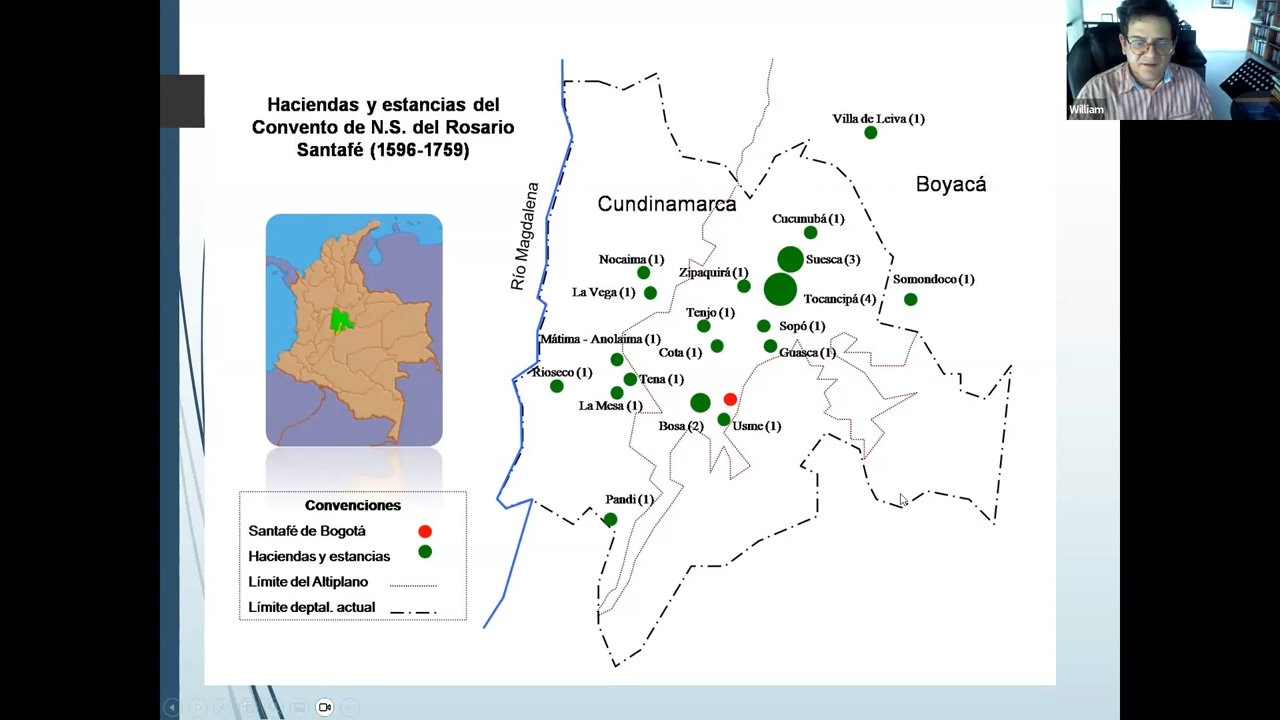 Haciendas y estancias del
Convento de N.S. del Rosario
Santafé (1596-1759)
William
Villa de Leiva (1)
Boyacá
Río Magdalena
Cundinamarca
Cucunubá (1)
Nocaima (1)
Suesca (3)
Zipaquirá (1)
Somondoco (1)
La Vega (1)
Tocancipá (4)
Tenjo (1)
Sopó (1)
Mátima - Anolaima (1)
Cota (1)
Guasca (1)
Rioseco (1)
Tena (1)
La Mesa (1)
Bosa (2)
Usme (1)
Pandi (1)
Convenciones
Santafé de Bogotá
Haciendas y estancias
Límite del Altiplano
Límite deptal. actual